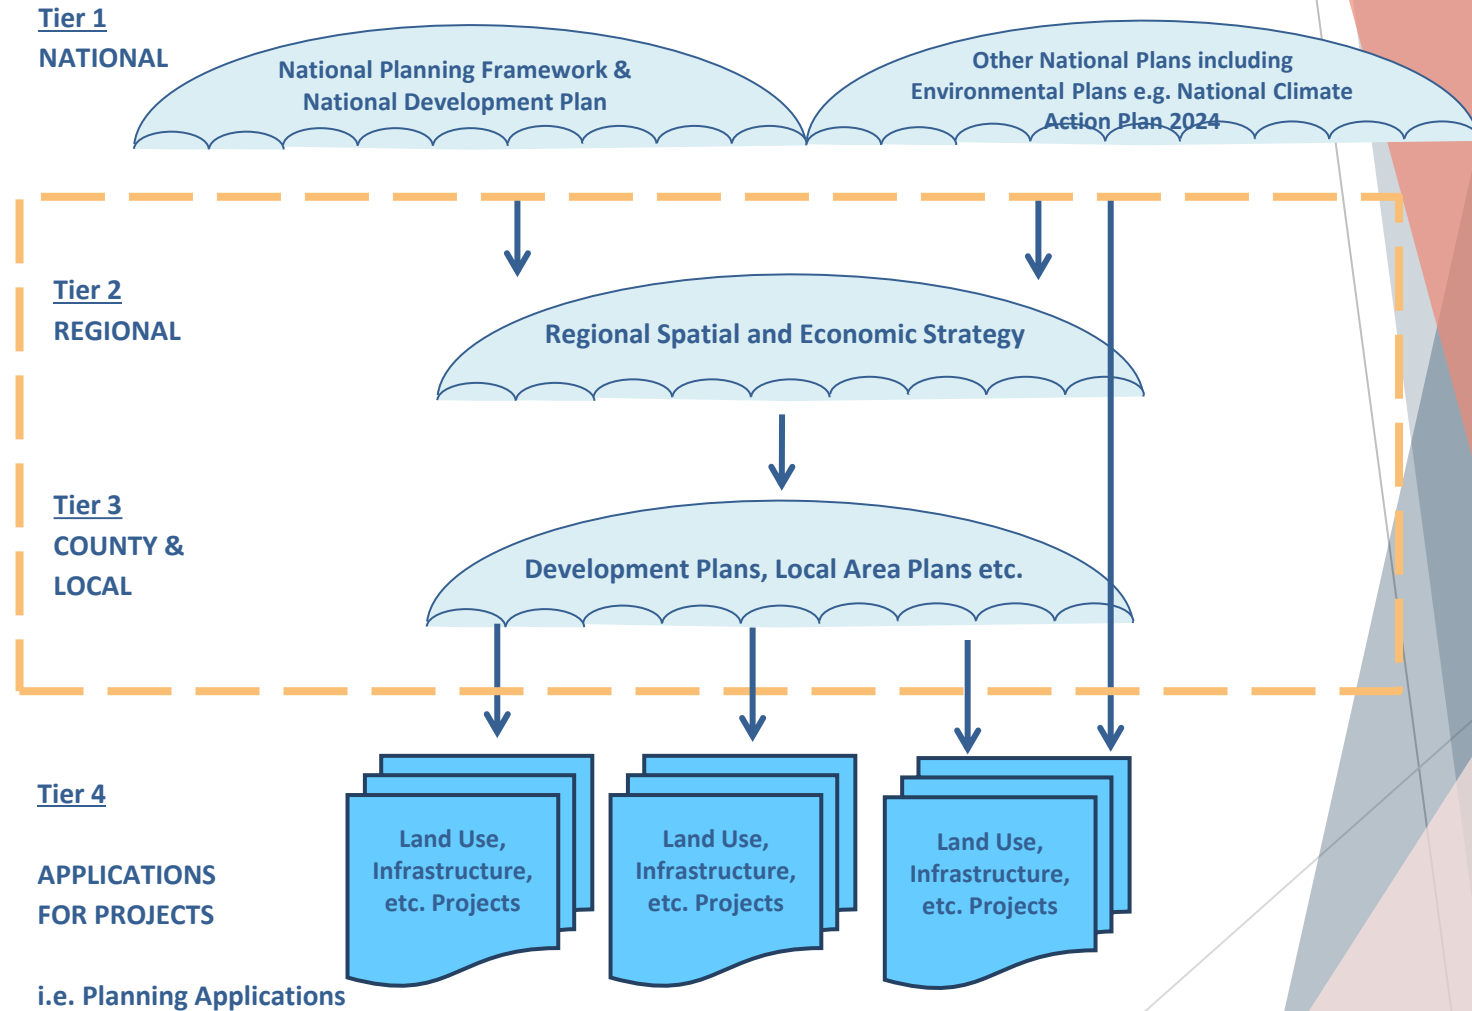 Tier 1
NATIONAL
National Planning Framework &
National Development Plan
Other National Plans including
Environmental Plans e.g. National Climate
Action Plan 2024
Tier 2
REGIONAL
Regional Spatial and Economic Strategy
Tier 3
COUNTY &
LOCAL
Development Plans, Local Area Plans etc.
Tier 4
APPLICATIONS
FOR PROJECTS
i.e. Planning Applications
Land Use,
Infrastructure,
etc. Projects
Land Use,
Infrastructure,
etc. Projects
Land Use,
Infrastructure,
etc. Projects